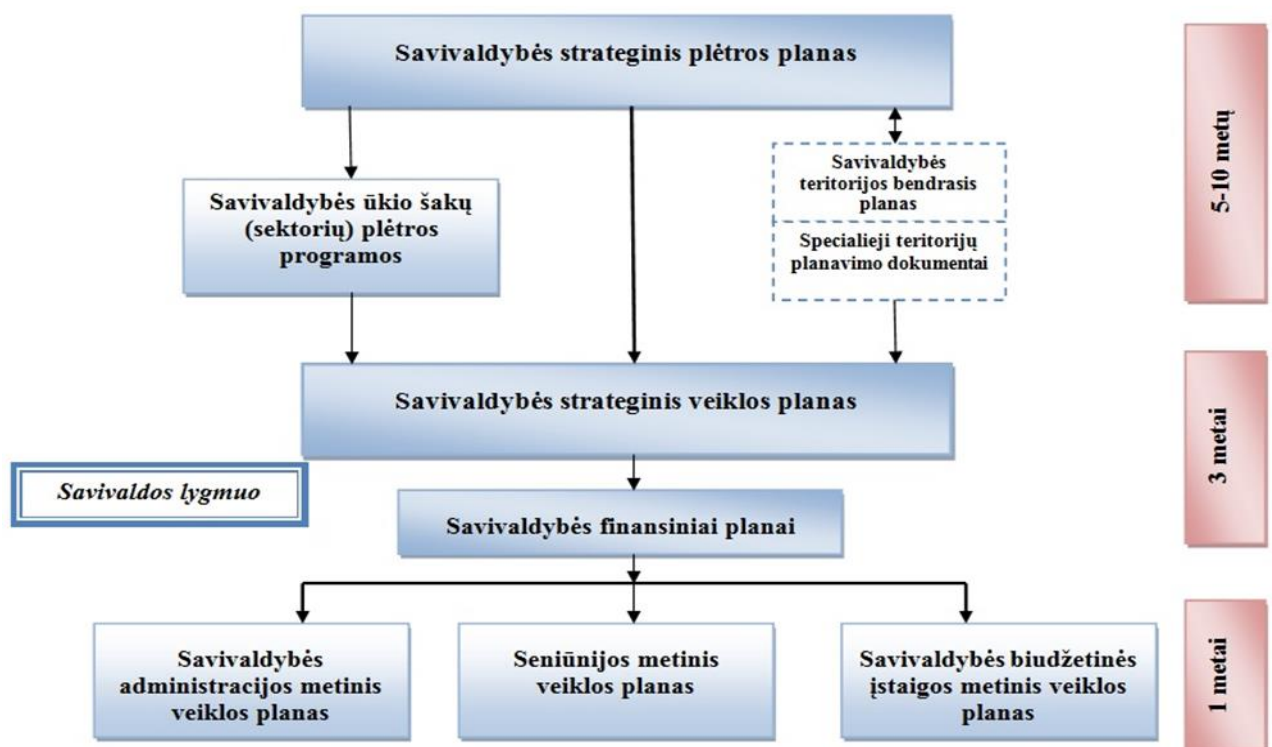 Savivaldybės strateginis plėtros planas
5-10 metų
Savivaldybės ūkio šakų
(sektorių) plėtros
programos
Savivaldybės
teritorijos bendrasis
planas
Specialieji teritorijų
planavimo dokumentai
Savivaldybės strateginis veiklos planas
3 metai
Savivaldos lygmuo
Savivaldybės finansiniai planai
Savivaldybės
administracijos metinis
veiklos planas
Seniūnijos metinis
veiklos planas
Savivaldybės biudžetinės
įstaigos metinis veiklos
planas
1 metai